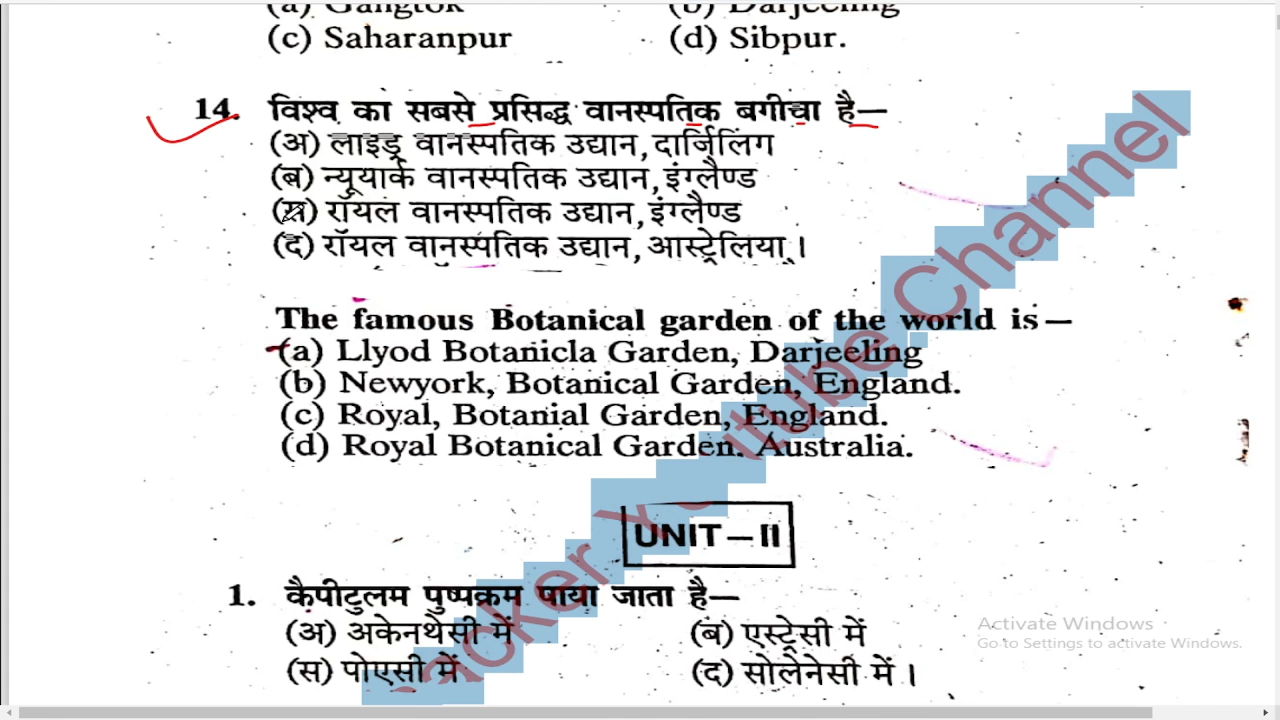 (a) Gangtok (b) Darjeeling
(c) Saharanpur (d) Sibpur.
14. विश्व का सबसे प्रसिद्ध वानस्पतिक बगीचा है—
(अ) लाइड्र वानस्पतिक उद्यान, दार्जिलिंग
(ब) न्यूयार्क वानस्पतिक उद्यान, इंग्लैण्ड
(स) रॉयल वानस्पतिक उद्यान, इंग्लैण्ड
(द) रॉयल वानस्पतिक उद्यान, आस्ट्रेलिया।
The famous Botanical garden of the world is—
(a) Llyod Botanicla Garden, Darjeeling
(b) Newyork, Botanical Garden, England.
(c) Royal, Botanial Garden, England.
(d) Royal Botanical Garden. Australia.
UNIT – II
1. कैपीटुलम पुष्पक्रम पाया जाता है—
(अ) अकेनथैसी में (ब) एस्ट्रेसी में
(स) पोएसी में (द) सोलेनेसी में।
Activate Windows
Go to Settings to activate Windows.
Channel